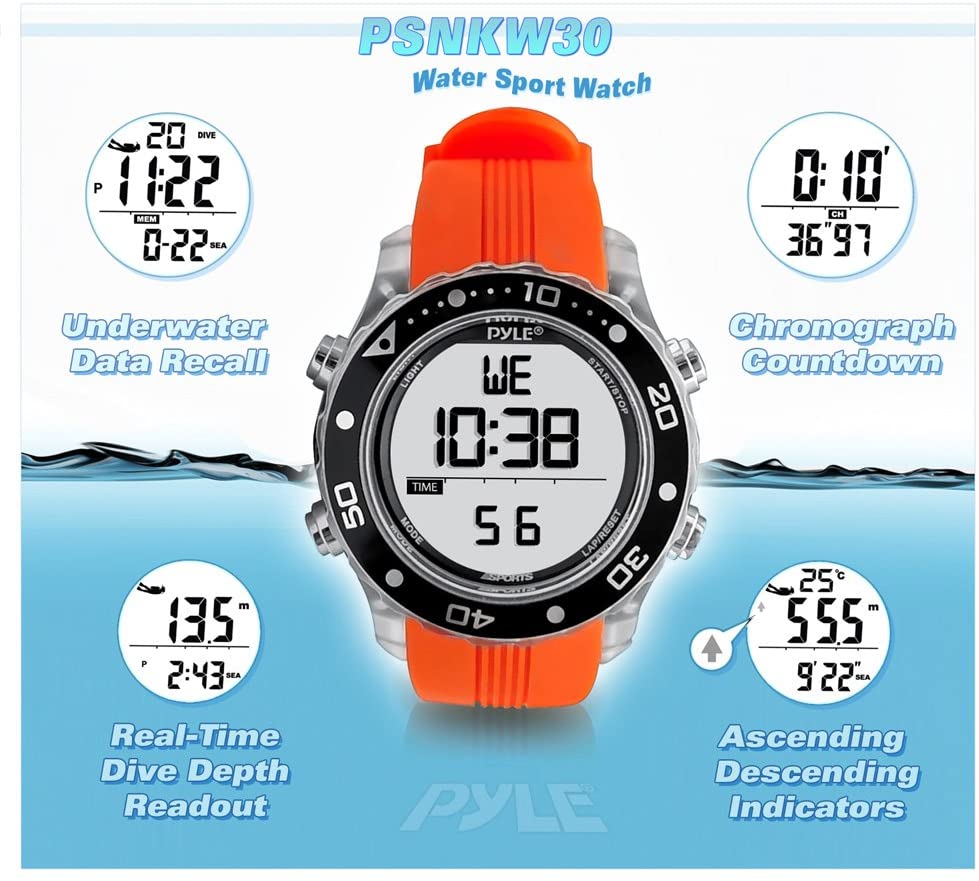 PSNKW30
Water Sport Watch
20 DIVE
P 11:22
MEM
0-22 SEA
Underwater
Data Recall
0:10'
CH
36"97
Chronograph
Countdown
10
20
30
40
50
PYLE®
LIGHT
START/STOP
WE
10:38
TIME
56
MODE
LAP/RESET
SPORTS
13.5 m
P 2:43 SEA
Real-Time
Dive Depth
Readout
25°C
55.5 m
9'22" SEA
Ascending
Descending
Indicators
PYLE